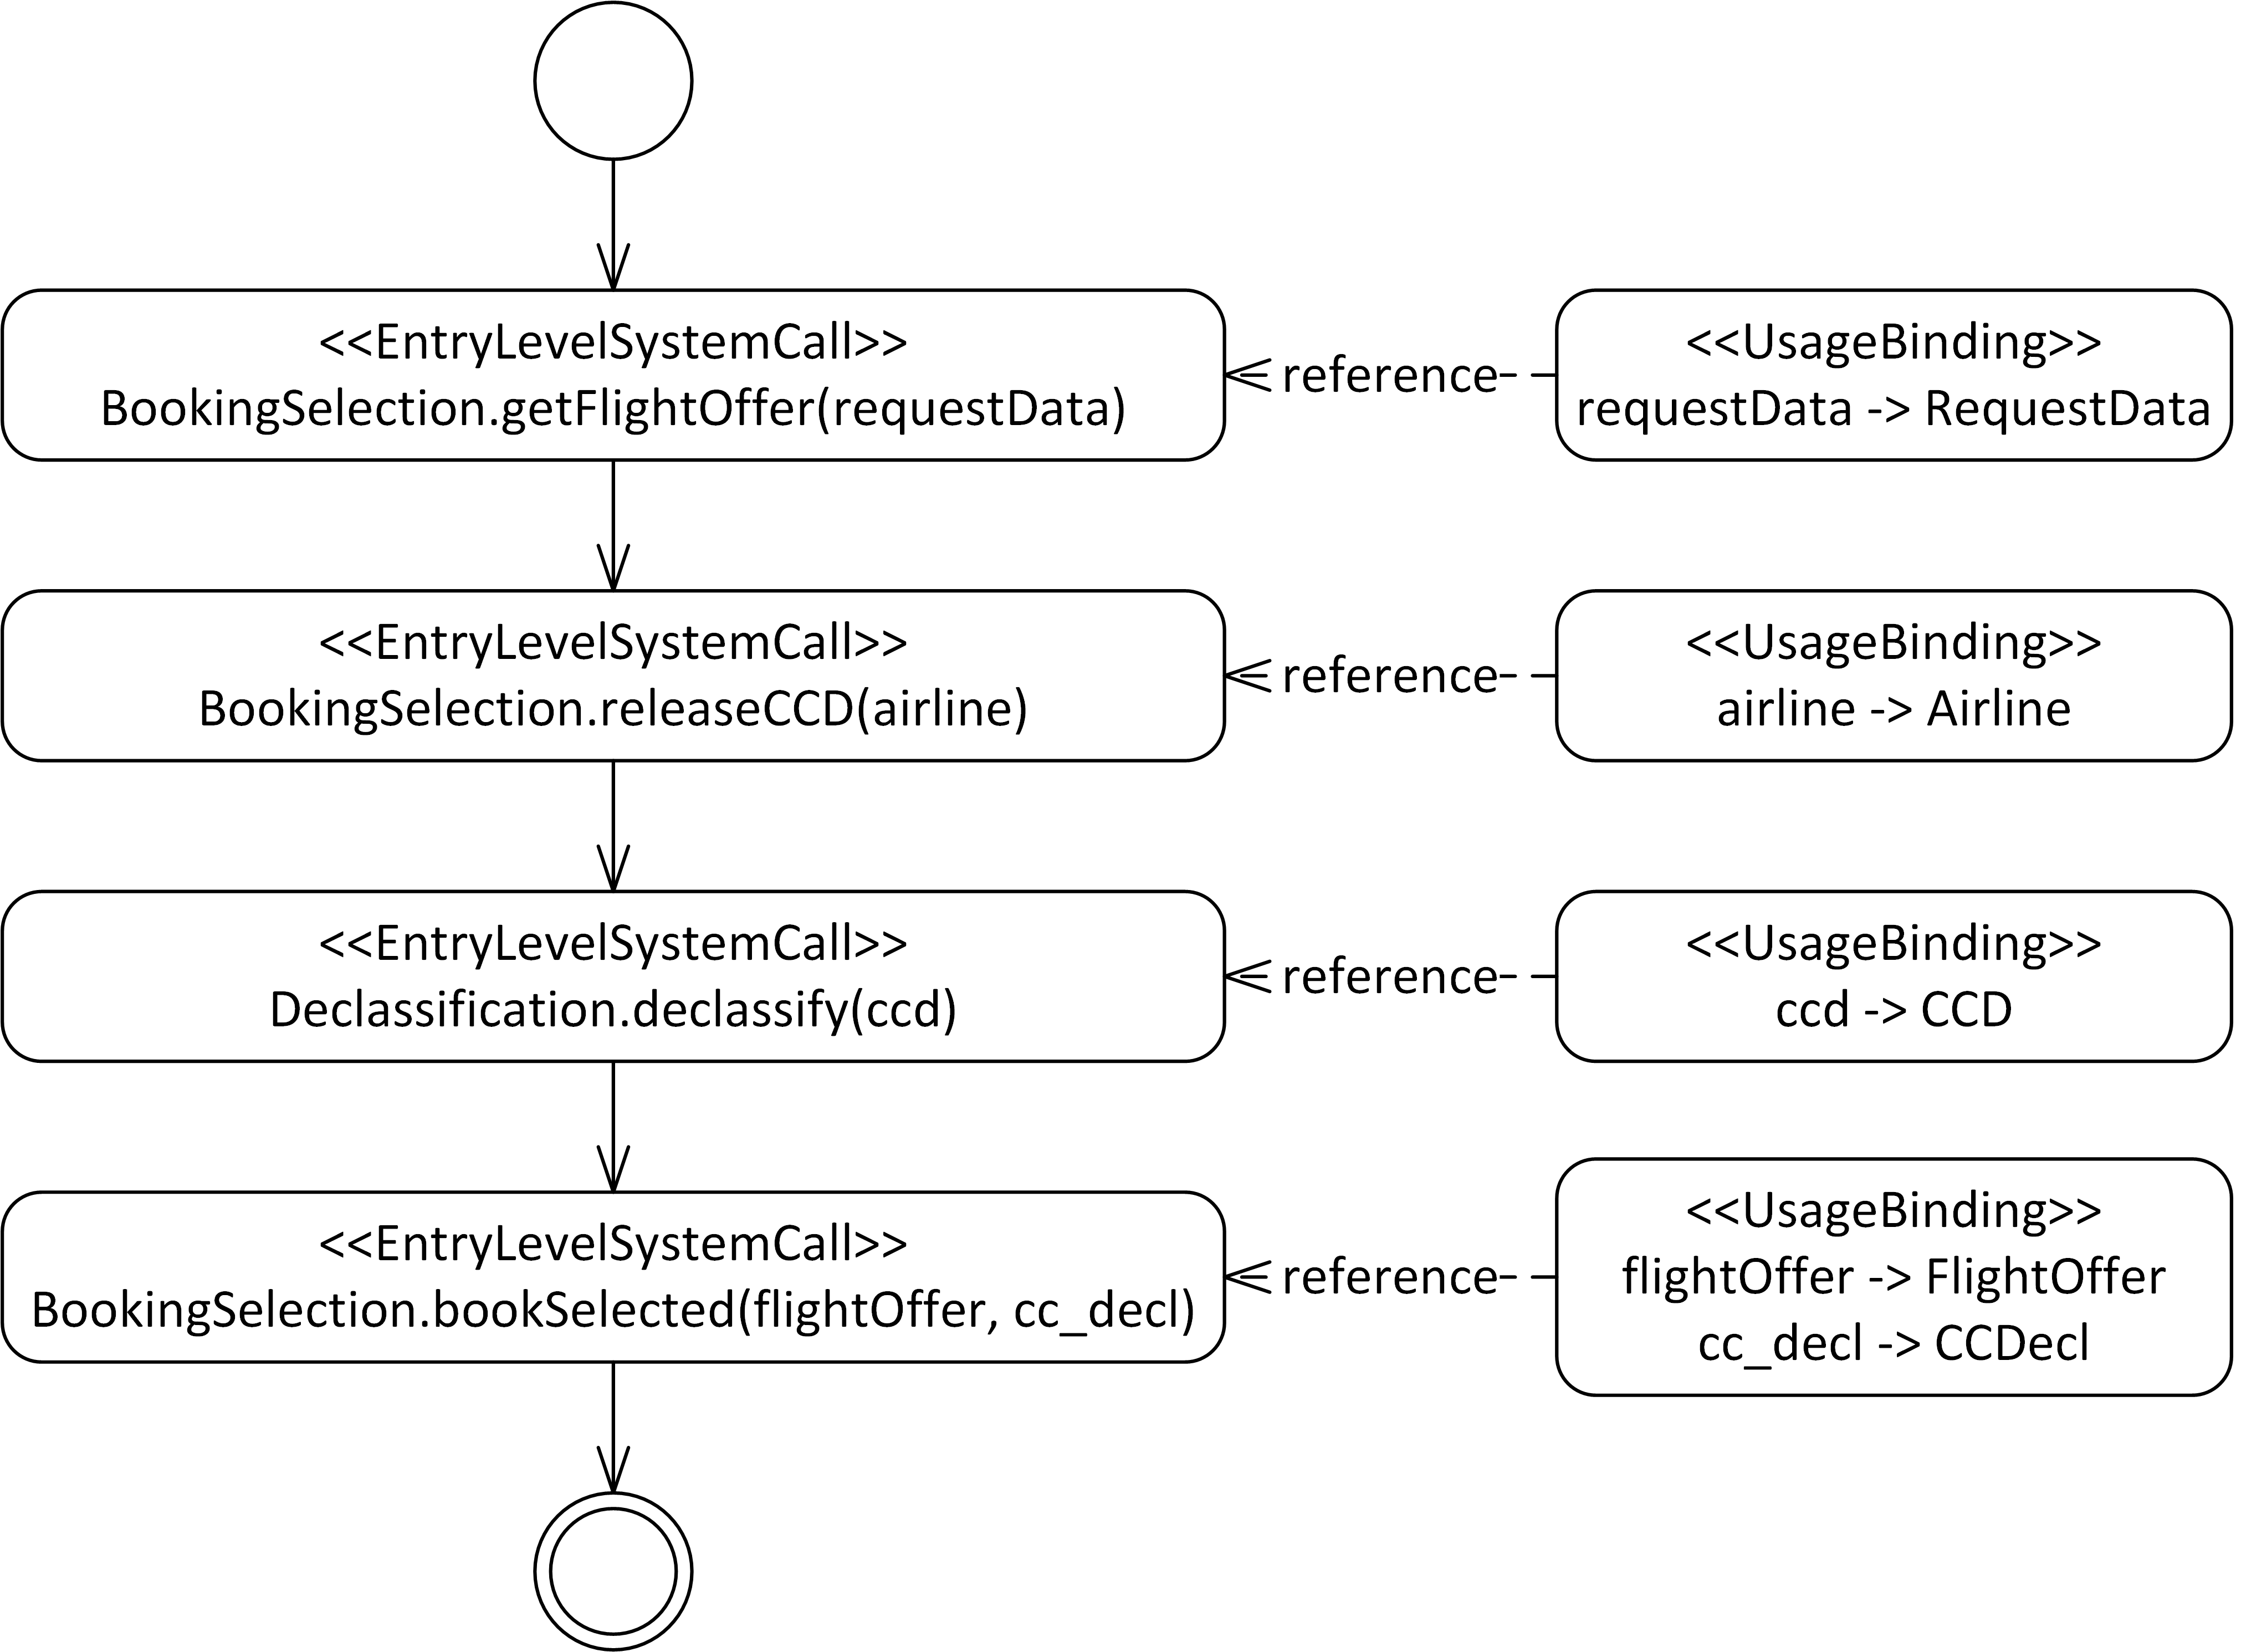 <<EntryLevelSystemCall>>
BookingSelection.getFlightOffer(requestData)
reference
<<UsageBinding>>
requestData -> RequestData
<<EntryLevelSystemCall>>
BookingSelection.releaseCCD(airline)
reference
<<UsageBinding>>
airline -> Airline
<<EntryLevelSystemCall>>
Declassification.declassify(ccd)
reference
<<UsageBinding>>
ccd -> CCD
<<EntryLevelSystemCall>>
BookingSelection.bookSelected(flightOffer, cc_decl)
reference
<<UsageBinding>>
flightOffer -> FlightOffer
cc_decl -> CCDecl